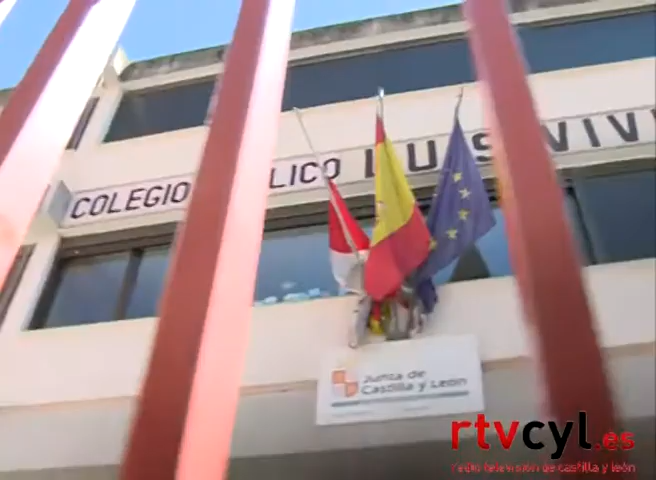 COLEGIO LICO LUIS VIV
Junta de
Castilla y León
rtvcyl.es
radio televisión de castilla y león